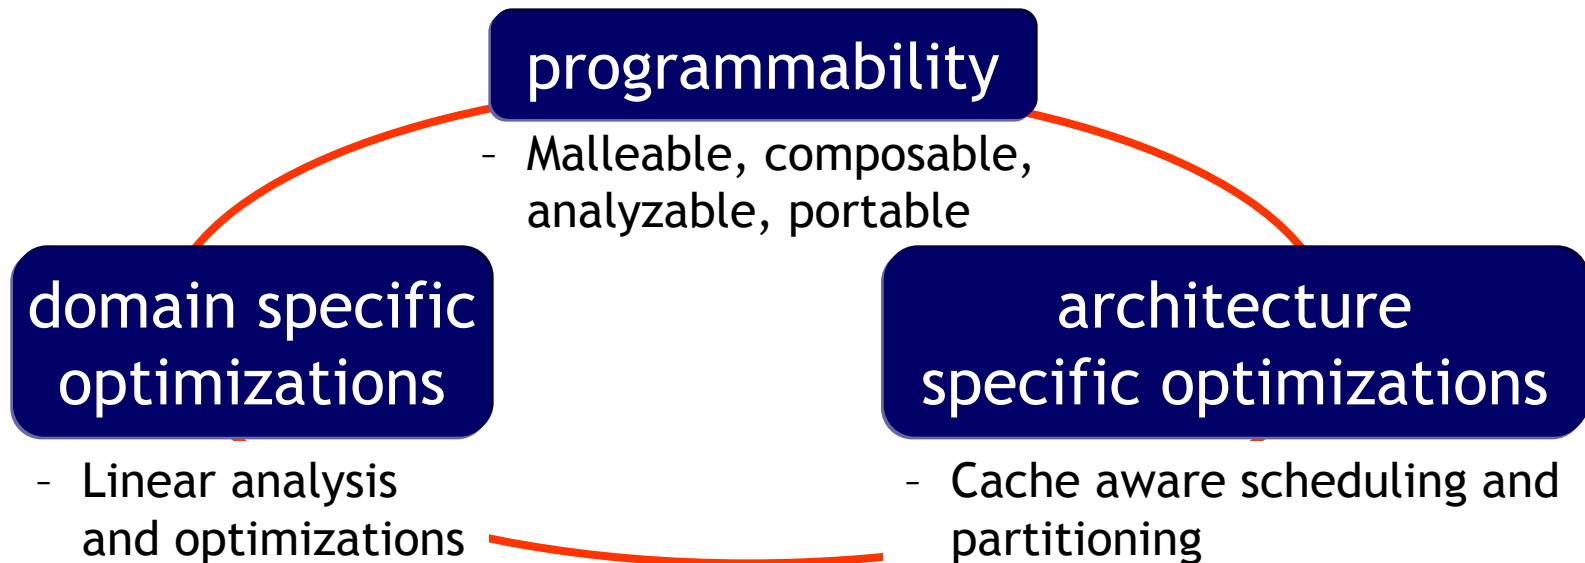 programmability
– Malleable, composable,
analyzable, portable
domain specific
optimizations
– Linear analysis
and optimizations
architecture
specific optimizations
– Cache aware scheduling and
partitioning